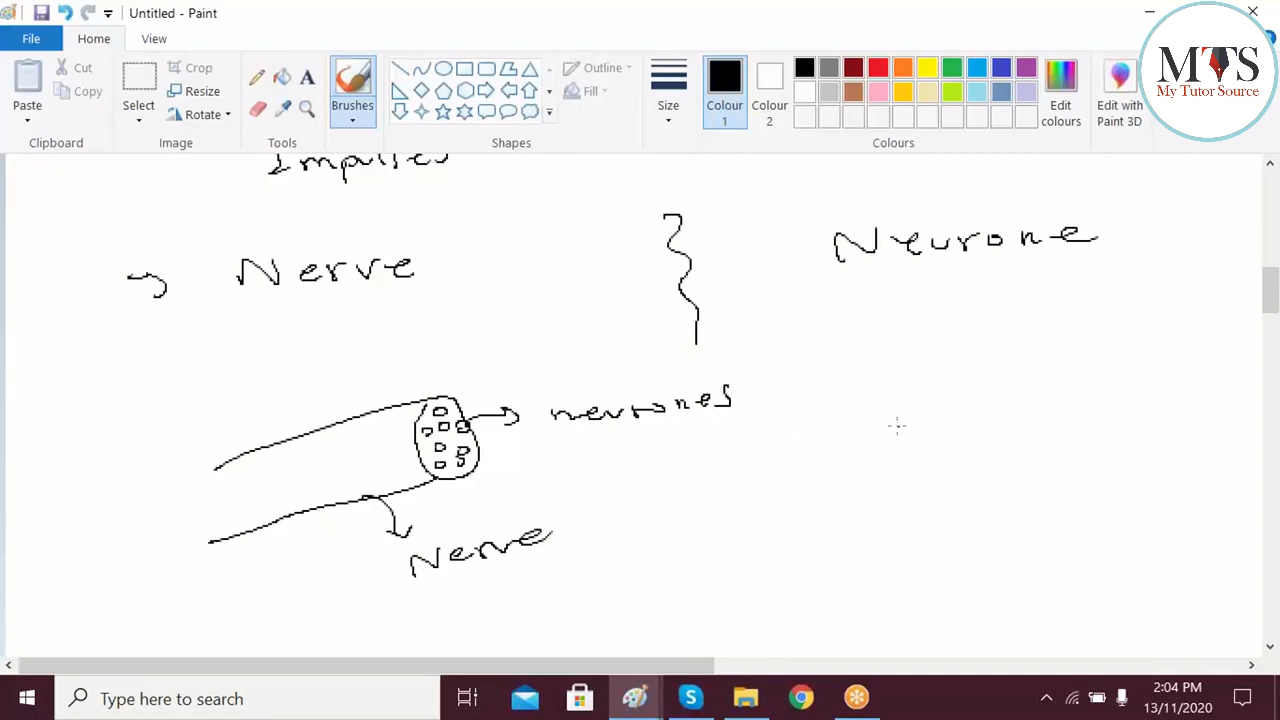 Untitled - Paint
File
Home
View
Paste
Cut
Copy
Clipboard
Select
Crop
Resize
Rotate
Image
Tools
Brushes
Shapes
Outline
Fill
Size
Colour 1
Colour 2
Edit colours
Edit with Paint 3D
Colours
MTS
My Tutor Source
Impulses
Nerve
Neurone
neurones
Nerve
Type here to search
2:04 PM
13/11/2020